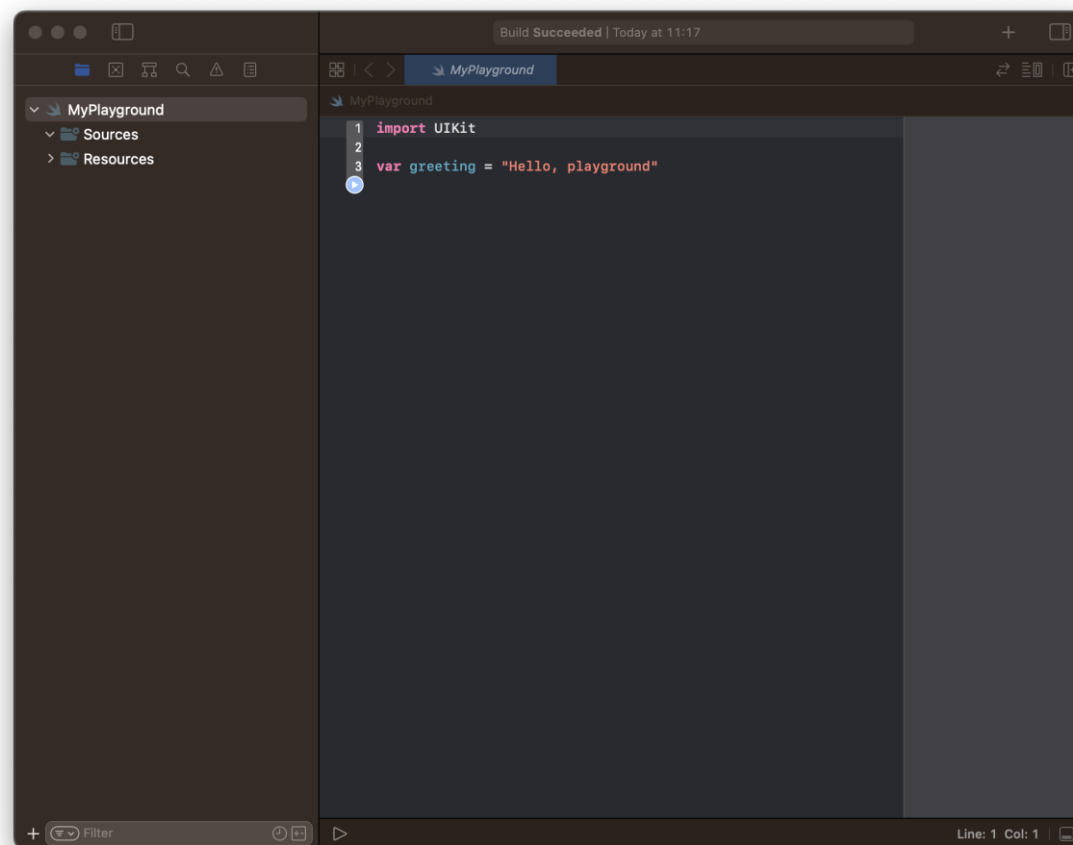 Build Succeeded | Today at 11:17
MyPlayground
MyPlayground
Sources
Resources
MyPlayground
1 import UIKit
2
3 var greeting = "Hello, playground"
Filter
Line: 1 Col: 1